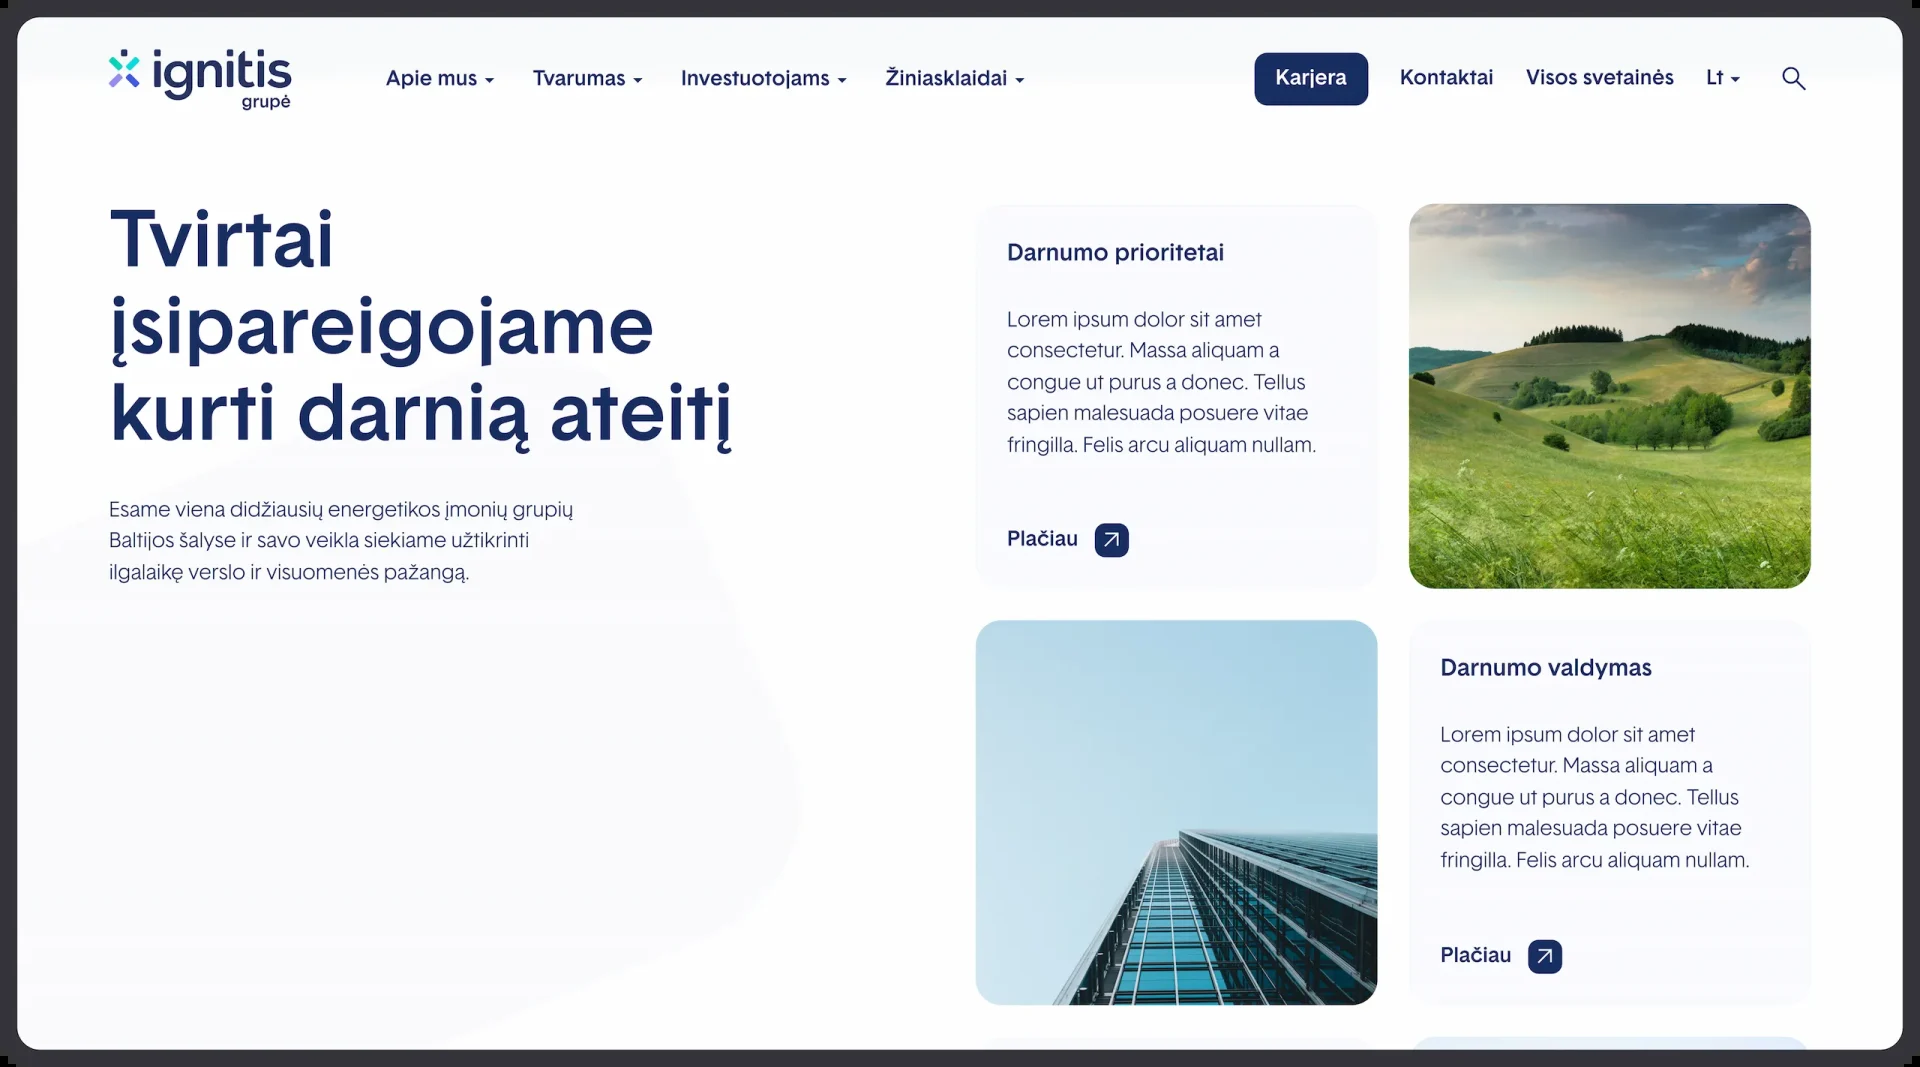 ignitis
grupė
Apie mus
Tvarumas
Investuotojams
Žiniasklaidai
Karjera
Kontaktai
Visos svetainės
Lt
Tvirtai
įsipareigojame
kurti darnią ateitį
Esame viena didžiausių energetikos įmonių grupių
Baltijos šalyse ir savo veikla siekiame užtikrinti
ilgalaikę verslo ir visuomenės pažangą.
Darnumo prioritetai
Lorem ipsum dolor sit amet
consectetur. Massa aliquam a
congue ut purus a donec. Tellus
sapien malesuada posuere vitae
fringilla. Felis arcu aliquam nullam.
Plačiau
Darnumo valdymas
Lorem ipsum dolor sit amet
consectetur. Massa aliquam a
congue ut purus a donec. Tellus
sapien malesuada posuere vitae
fringilla. Felis arcu aliquam nullam.
Plačiau